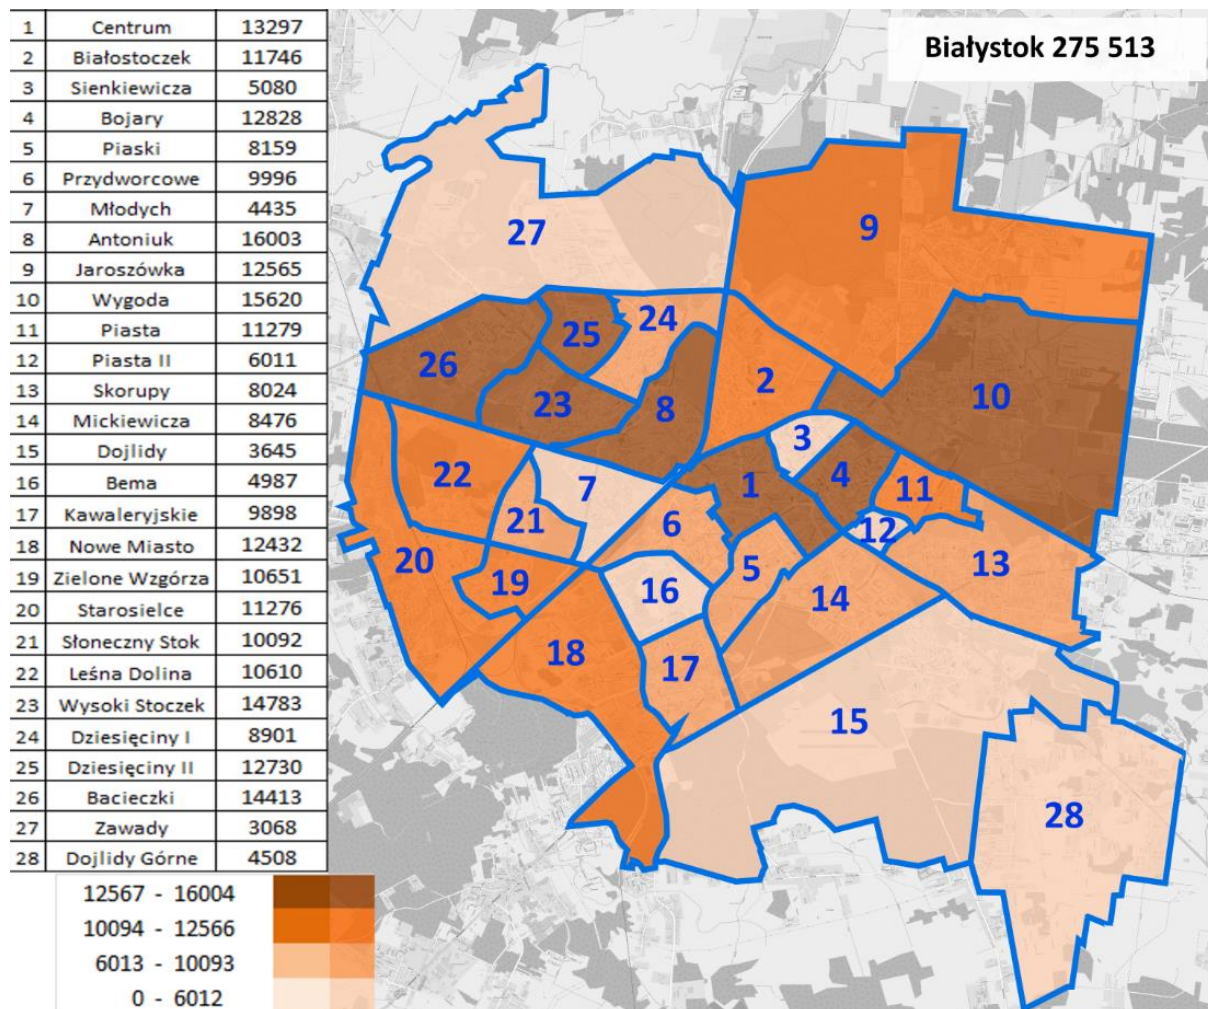 1 Centrum 13297
2 Białostoczek 11746
3 Sienkiewicza 5080
4 Bojary 12828
5 Piaski 8159
6 Przydworcowe 9996
7 Młodych 4435
8 Antoniuk 16003
9 Jaroszówka 12565
10 Wygoda 15620
11 Piasta 11279
12 Piasta II 6011
13 Skorupy 8024
14 Mickiewicza 8476
15 Dojlidy 3645
16 Bema 4987
17 Kawaleryjskie 9898
18 Nowe Miasto 12432
19 Zielone Wzgórza 10651
20 Starosielce 11276
21 Słoneczny Stok 10092
22 Leśna Dolina 10610
23 Wysoki Stoczek 14783
24 Dziesięciny I 8901
25 Dziesięciny II 12730
26 Bacieczki 14413
27 Zawady 3068
28 Dojlidy Górne 4508
12567 - 16004
10094 - 12566
6013 - 10093
0 - 6012
Białystok 275 513
27
9
24
25
26
2
10
23
8
3
22
7
1
4
11
21
6
12
20
19
5
13
16
14
18
17
15
28